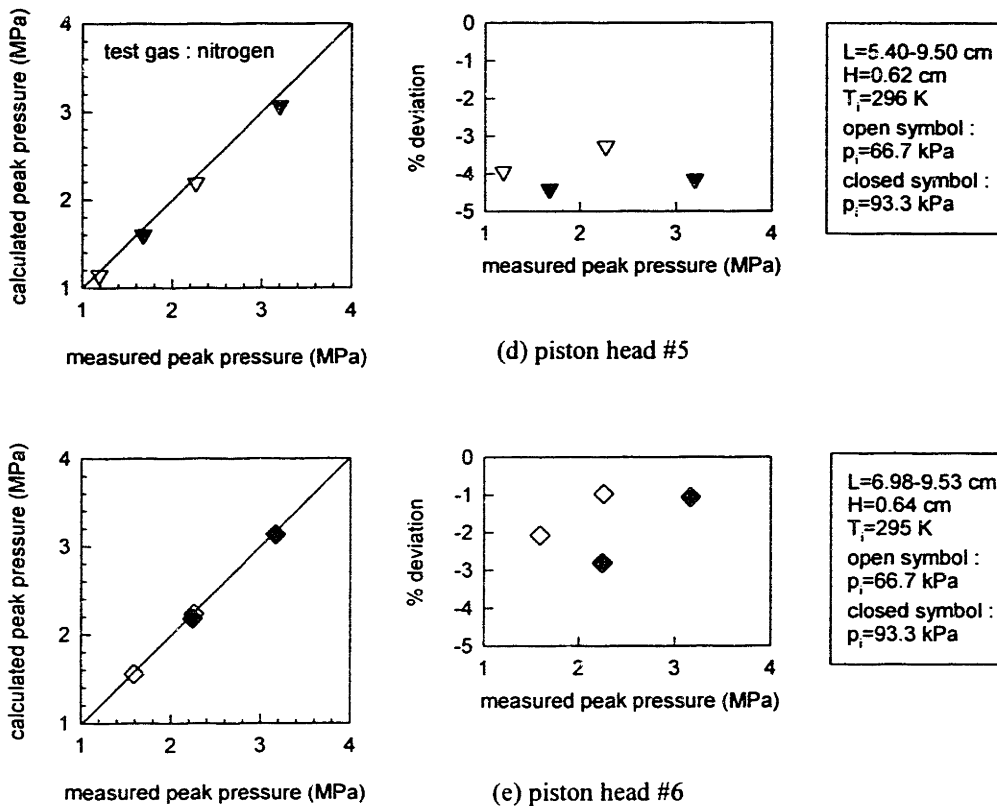 calculated peak pressure (MPa)
4
3
2
1
test gas : nitrogen
1 2 3 4
measured peak pressure (MPa)
% deviation
0
-1
-2
-3
-4
-5
1 2 3 4
measured peak pressure (MPa)
L=5.40-9.50 cm
H=0.62 cm
Ti=296 K
open symbol :
pi=66.7 kPa
closed symbol :
pi=93.3 kPa
(d) piston head #5
calculated peak pressure (MPa)
4
3
2
1
1 2 3 4
measured peak pressure (MPa)
% deviation
0
-1
-2
-3
-4
-5
1 2 3 4
measured peak pressure (MPa)
L=6.98-9.53 cm
H=0.64 cm
Ti=295 K
open symbol :
pi=66.7 kPa
closed symbol :
pi=93.3 kPa
(e) piston head #6